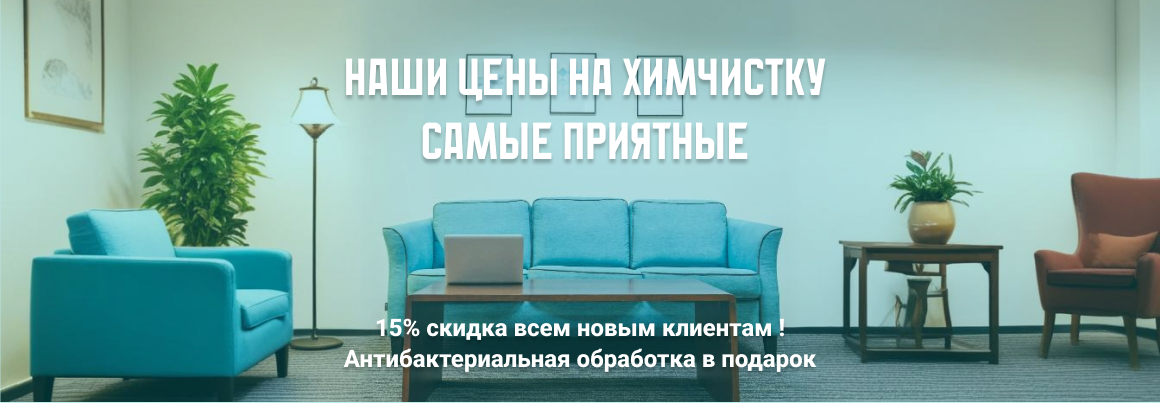 НАШИ ЦЕНЫ НА ХИМЧИСТКУ
САМЫЕ ПРИЯТНЫЕ
15% скидка всем новым клиентам !
Антибактериальная обработка в подарок